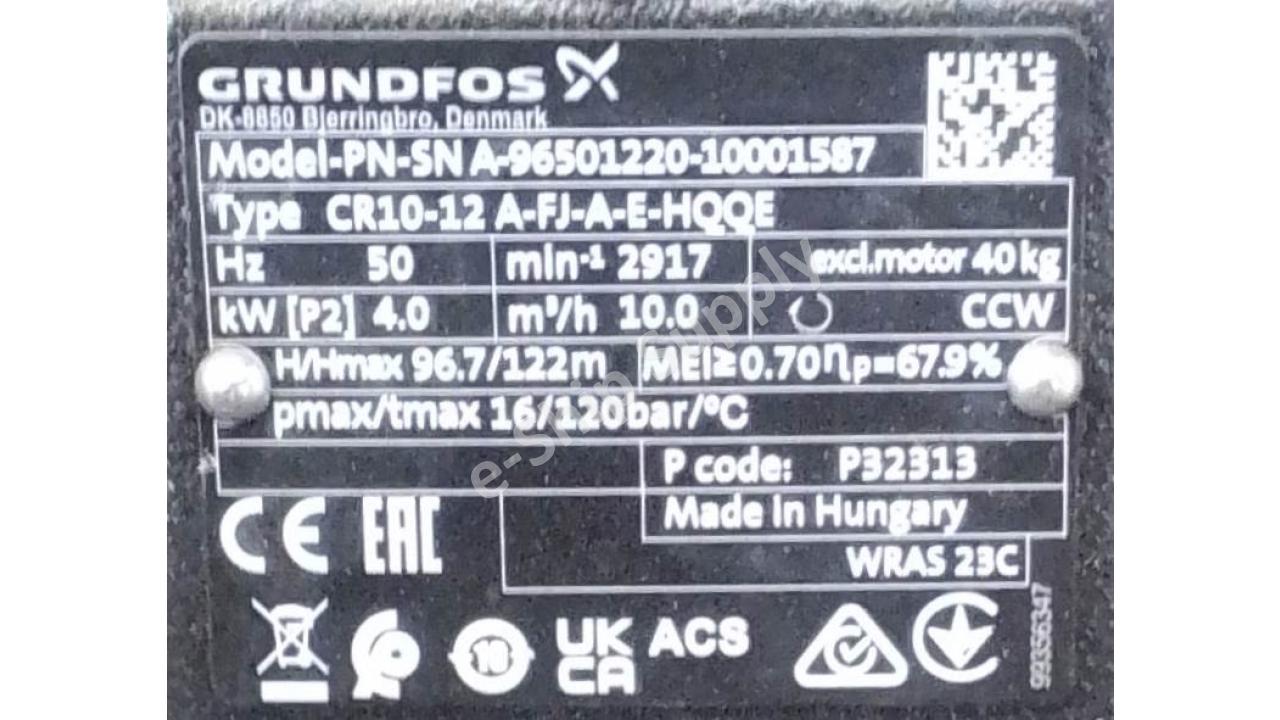 GRUNDFOS
DK-8850 Bjerringbro, Denmark
Model-PN-SN A-96501220-10001587
Type CR10-12 A-FJ-A-E-HQQE
Hz 50 min-¹ 2917 excl.motor 40 kg
kW [P2] 4.0 m³/h 10.0 CCW
H/Hmax 96.7/122m MEI≥0.70 ηp=67.9%
pmax/tmax 16/120bar/°C
P code: P32313
Made in Hungary
WRAS 23C
CE EAC
10 UK CA ACS
99356347
e-Ship Supply